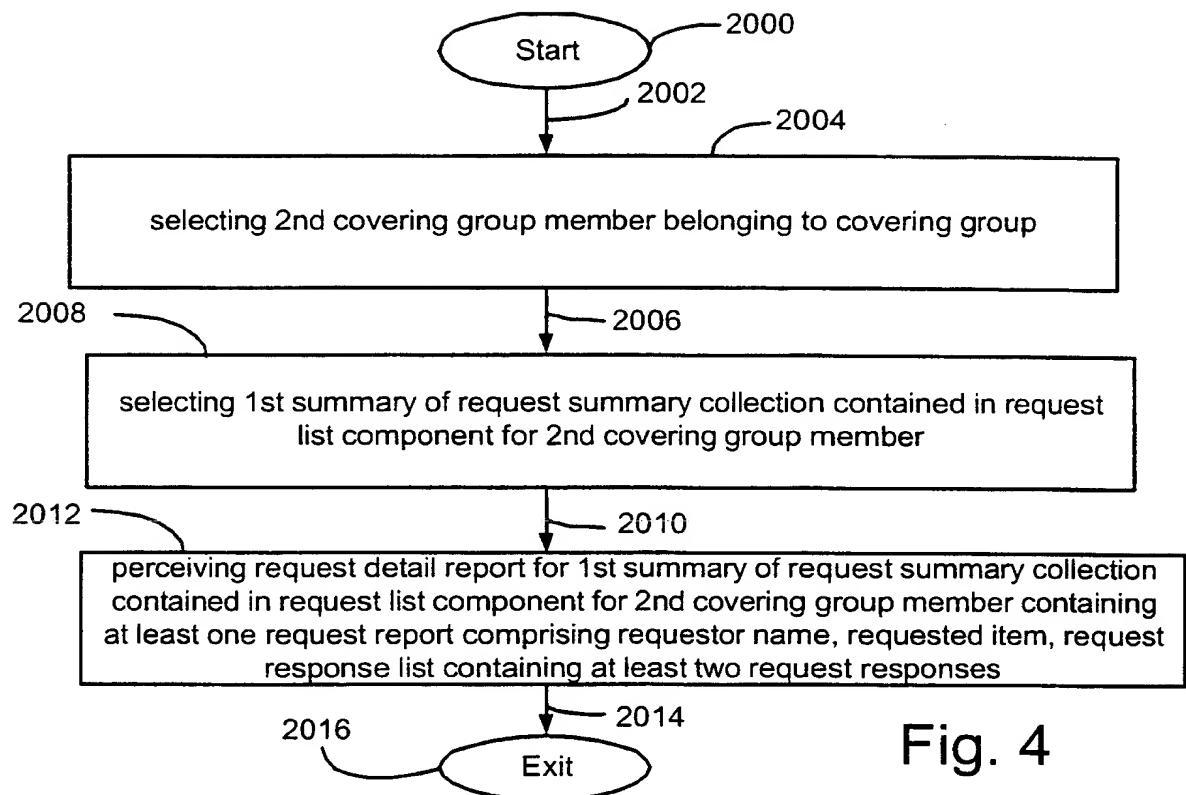 Start
2000
2002
2004
selecting 2nd covering group member belonging to covering group
2006
2008
selecting 1st summary of request summary collection contained in request
list component for 2nd covering group member
2010
2012
perceiving request detail report for 1st summary of request summary collection
contained in request list component for 2nd covering group member containing
at least one request report comprising requestor name, requested item, request
response list containing at least two request responses
2014
2016
Exit
Fig. 4